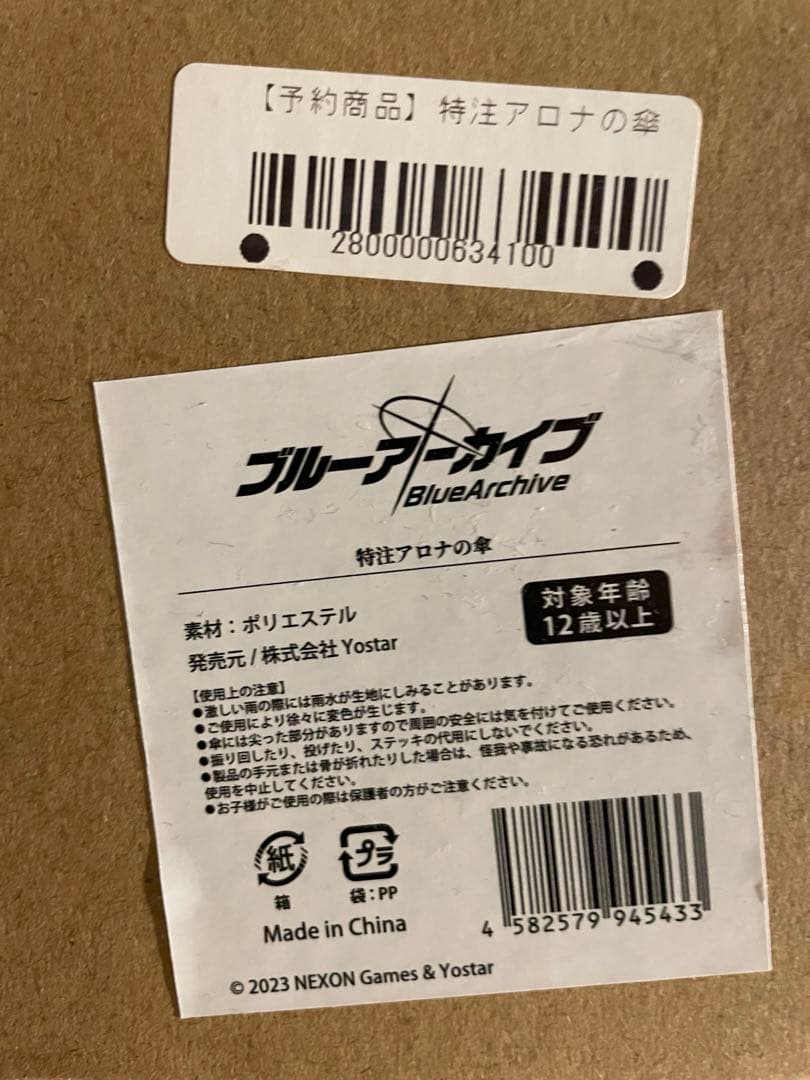 【予約商品】特注アロナの傘
2800000634100
ブルーアーカイブ
BlueArchive
特注アロナの傘
素材：ポリエステル
発売元/株式会社Yostar
対象年齢
12歳以上
【使用上の注意】
●激しい雨の際には雨水が生地にしみることがあります。
●ご使用により徐々に変色が生じます。
●傘には尖った部分がありますので周囲の安全には気を付けてご使用ください。
●振り回したり、投げたり、ステッキの代用にしないでください。
●製品の手元または骨が折れたりした場合は、怪我や事故になる恐れがあるため、
使用を中止してください。
●お子様がご使用の際は保護者の方がご注意ください。
紙
箱
プラ
袋：PP
Made in China
4 582579 945433
© 2023 NEXON Games & Yostar